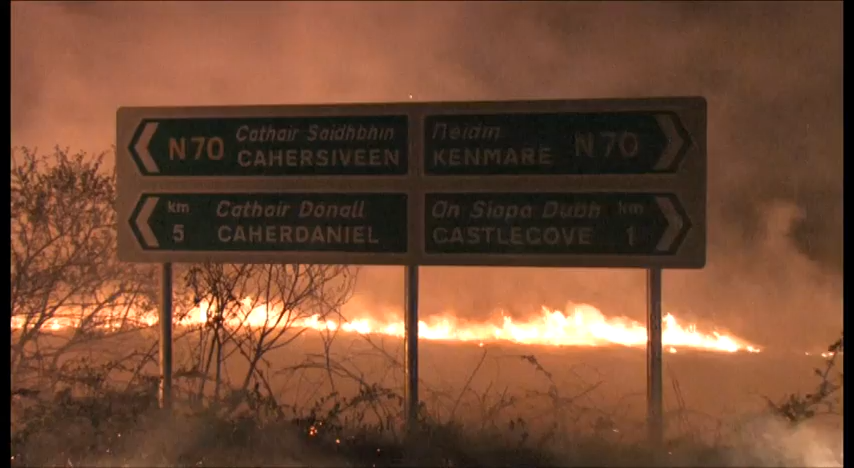 Cathair Saidhbhín
N70 CAHERSIVEEN
Neidín
KENMARE N70
km Cathair Dónall
5 CAHERDANIEL
An Siopa Dubh km
CASTLECOVE 1